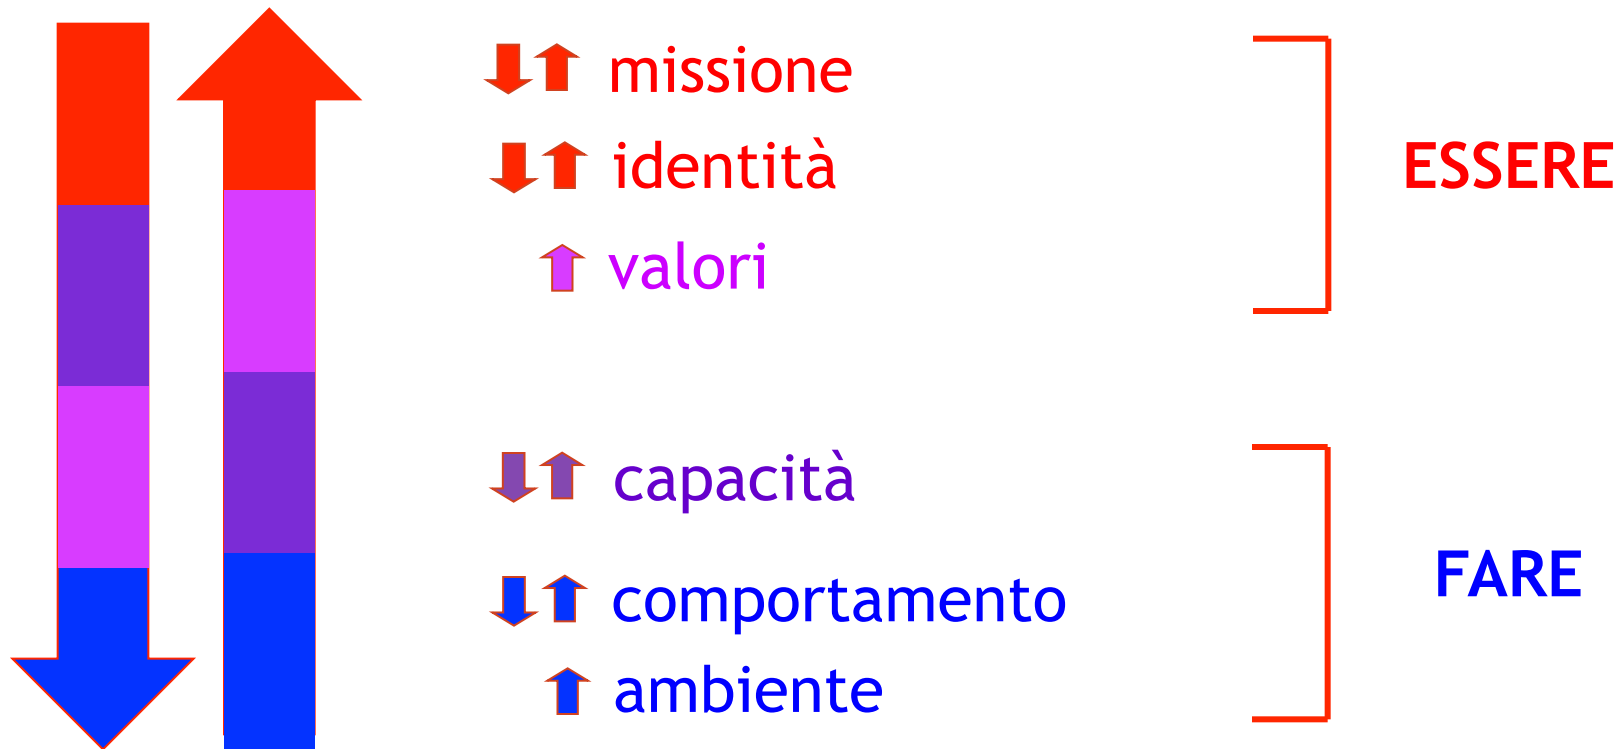 missione
identità
valori
ESSERE
capacità
comportamento
ambiente
FARE